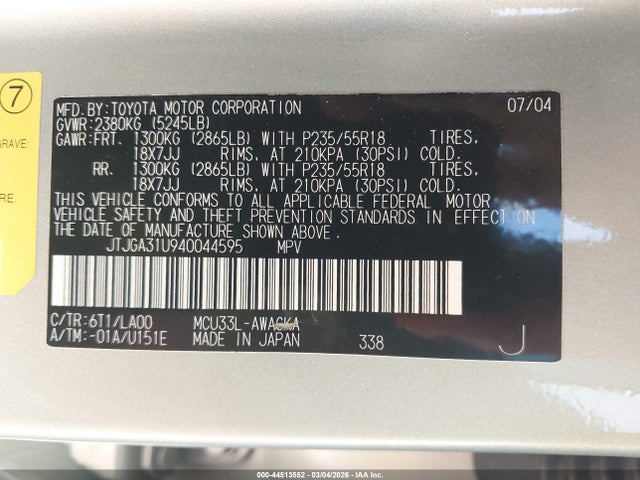 7
GRAVE:
RE.
MFD. BY: TOYOTA MOTOR CORPORATION 07/04
GVWR: 2380KG (5245LB)
GAWR: FRT. 1300KG (2865LB) WITH P235/55R18 TIRES,
18X7JJ RIMS, AT 210KPA (30PSI) COLD.
RR. 1300KG (2865LB) WITH P235/55R18 TIRES,
18X7JJ RIMS, AT 210KPA (30PSI) COLD.
THIS VEHICLE CONFORMS TO ALL APPLICABLE FEDERAL MOTOR
VEHICLE SAFETY AND THEFT PREVENTION STANDARDS IN EFFECT ON
THE DATE OF MANUFACTURE SHOWN ABOVE.
JTJGA31U940044595 MPV
C/TR: 6T1/LA00 MCU33L-AWAGKA
A/TM: -01A/U151E MADE IN JAPAN 338 J
000-44513552 - 03/04/2026 - IAA Inc.